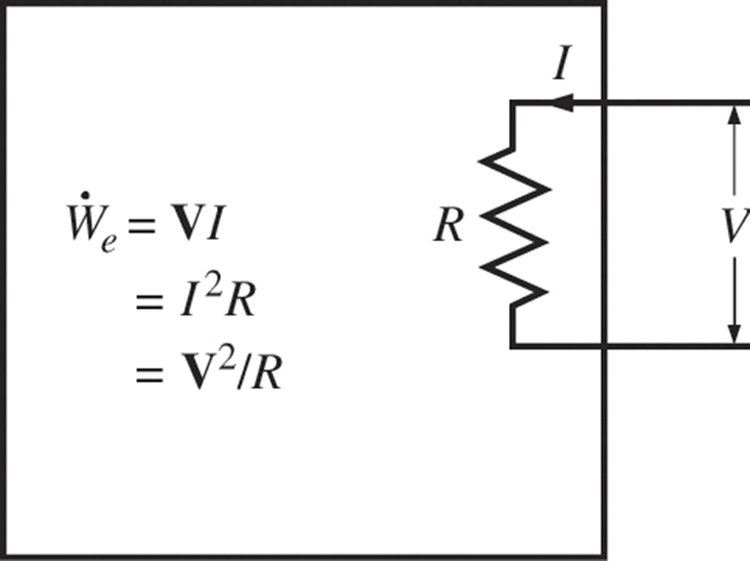 I
Ẇₑ = 𝐕I
R
V
= I²R
= 𝐕²/R